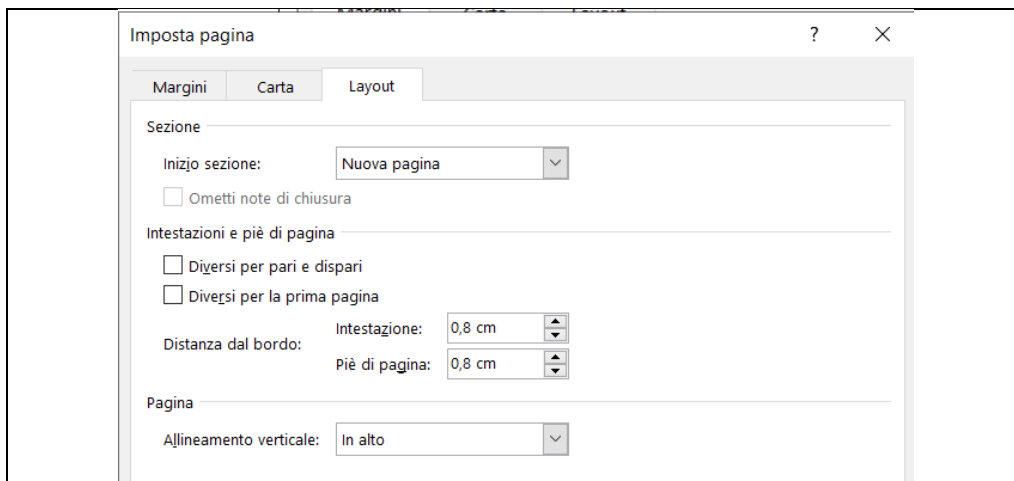 Imposta pagina ?
Margini Carta Layout
Sezione
Inizio sezione: Nuova pagina
Ometti note di chiusura
Intestazioni e piè di pagina
Diversi per pari e dispari
Diversi per la prima pagina
Distanza dal bordo:
Intestazione: 0,8 cm
Piè di pagina: 0,8 cm
Pagina
Allineamento verticale: In alto